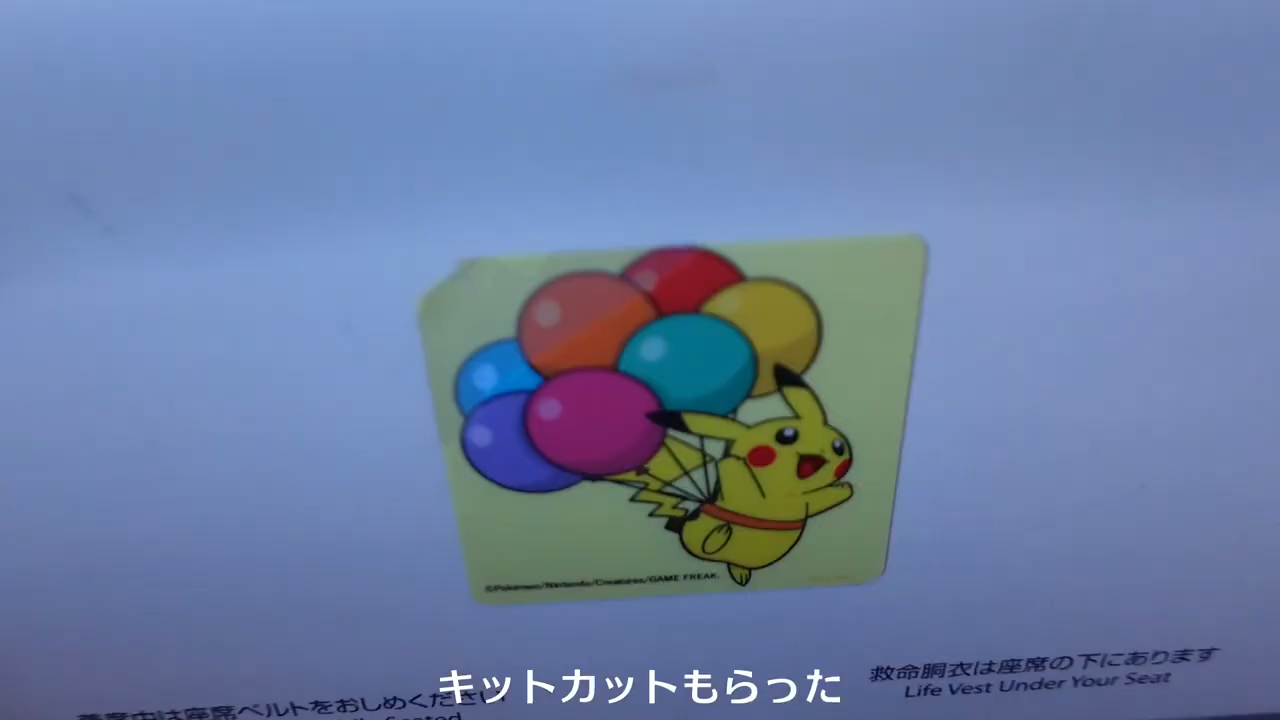 ©Pokémon/Nintendo/Creatures/GAME FREAK.
救命胴衣は座席の下にあります
Life Vest Under Your Seat
キットカットもらった
座席ベルトをおしめください
Seated